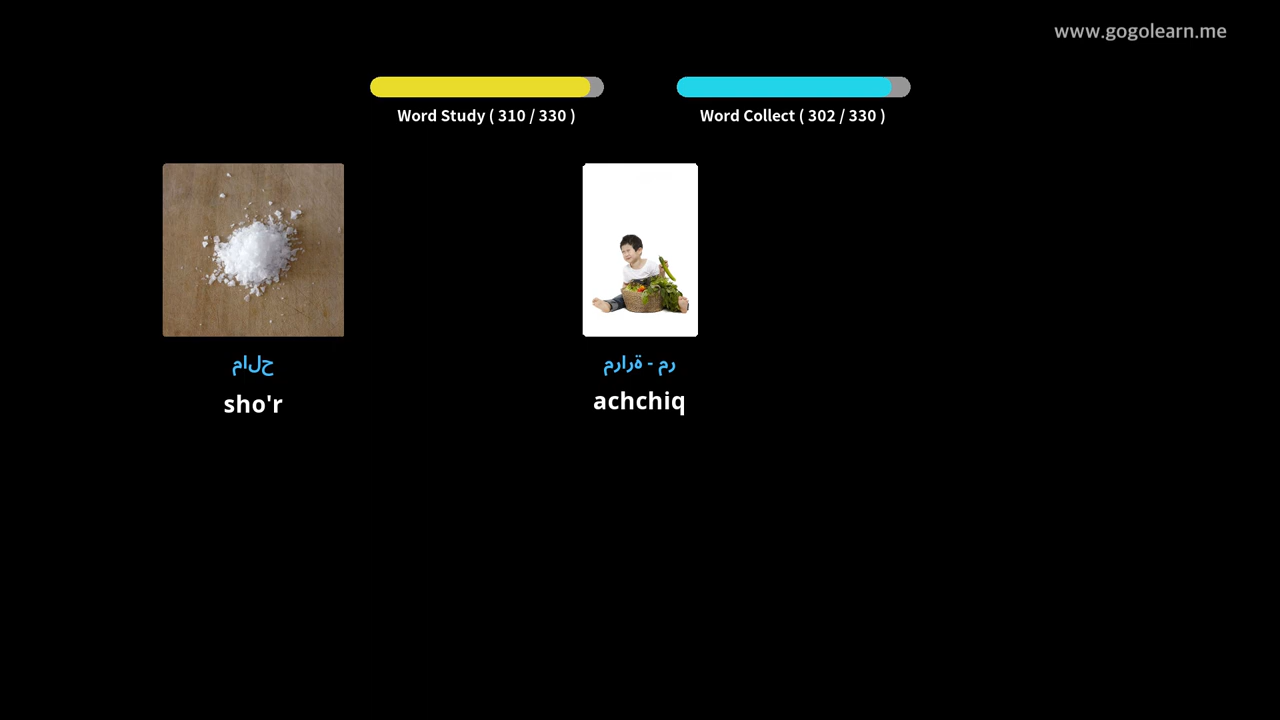 www.gogolearn.me
Word Study ( 310 / 330 )
Word Collect ( 302 / 330 )
حلام
رم - ةرارم
sho'r
achchiq